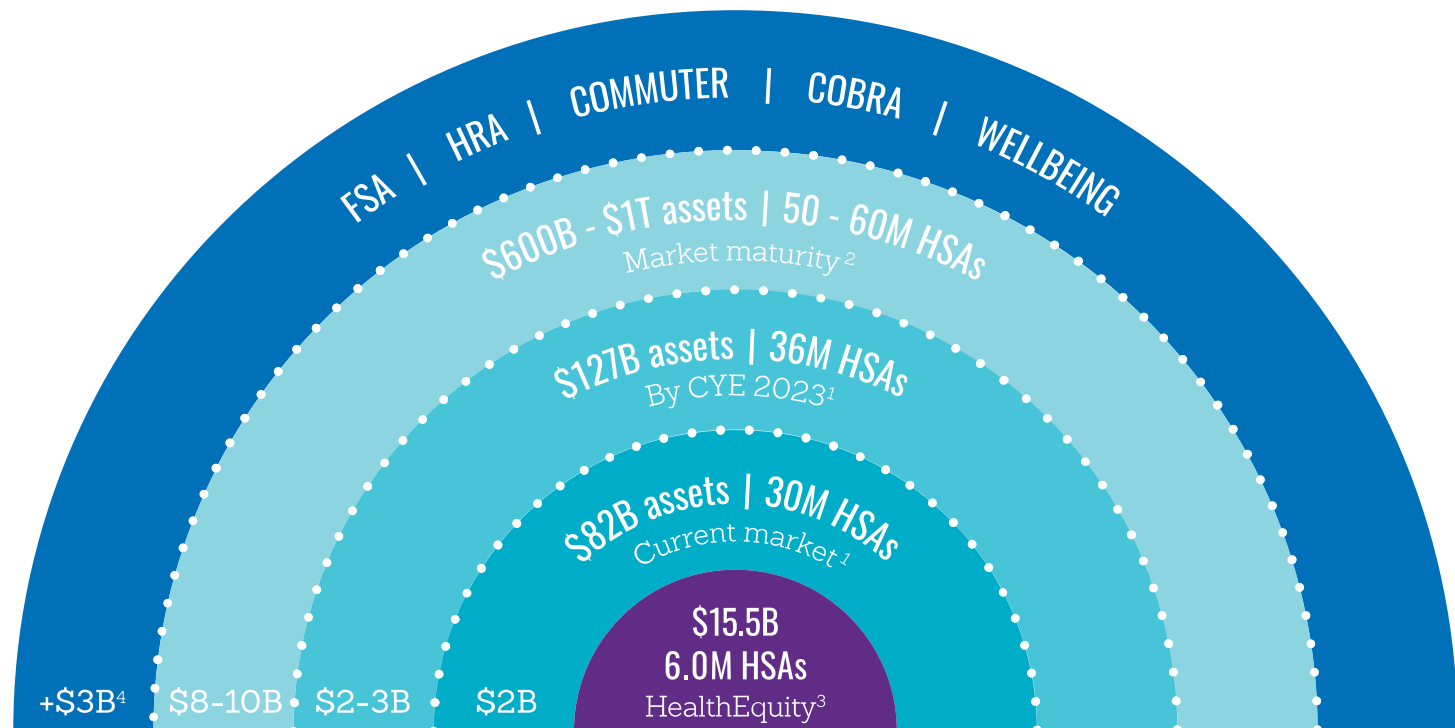 FSA | HRA | COMMUTER | COBRA | WELLBEING
$600B - $1T assets | 50 - 60M HSAs
Market maturity²
$127B assets | 36M HSAs
By CYE 2023¹
$82B assets | 30M HSAs
Current market¹
$15.5B
6.0M HSAs
HealthEquity³
+$3B⁴
$8-10B
$2-3B
$2B